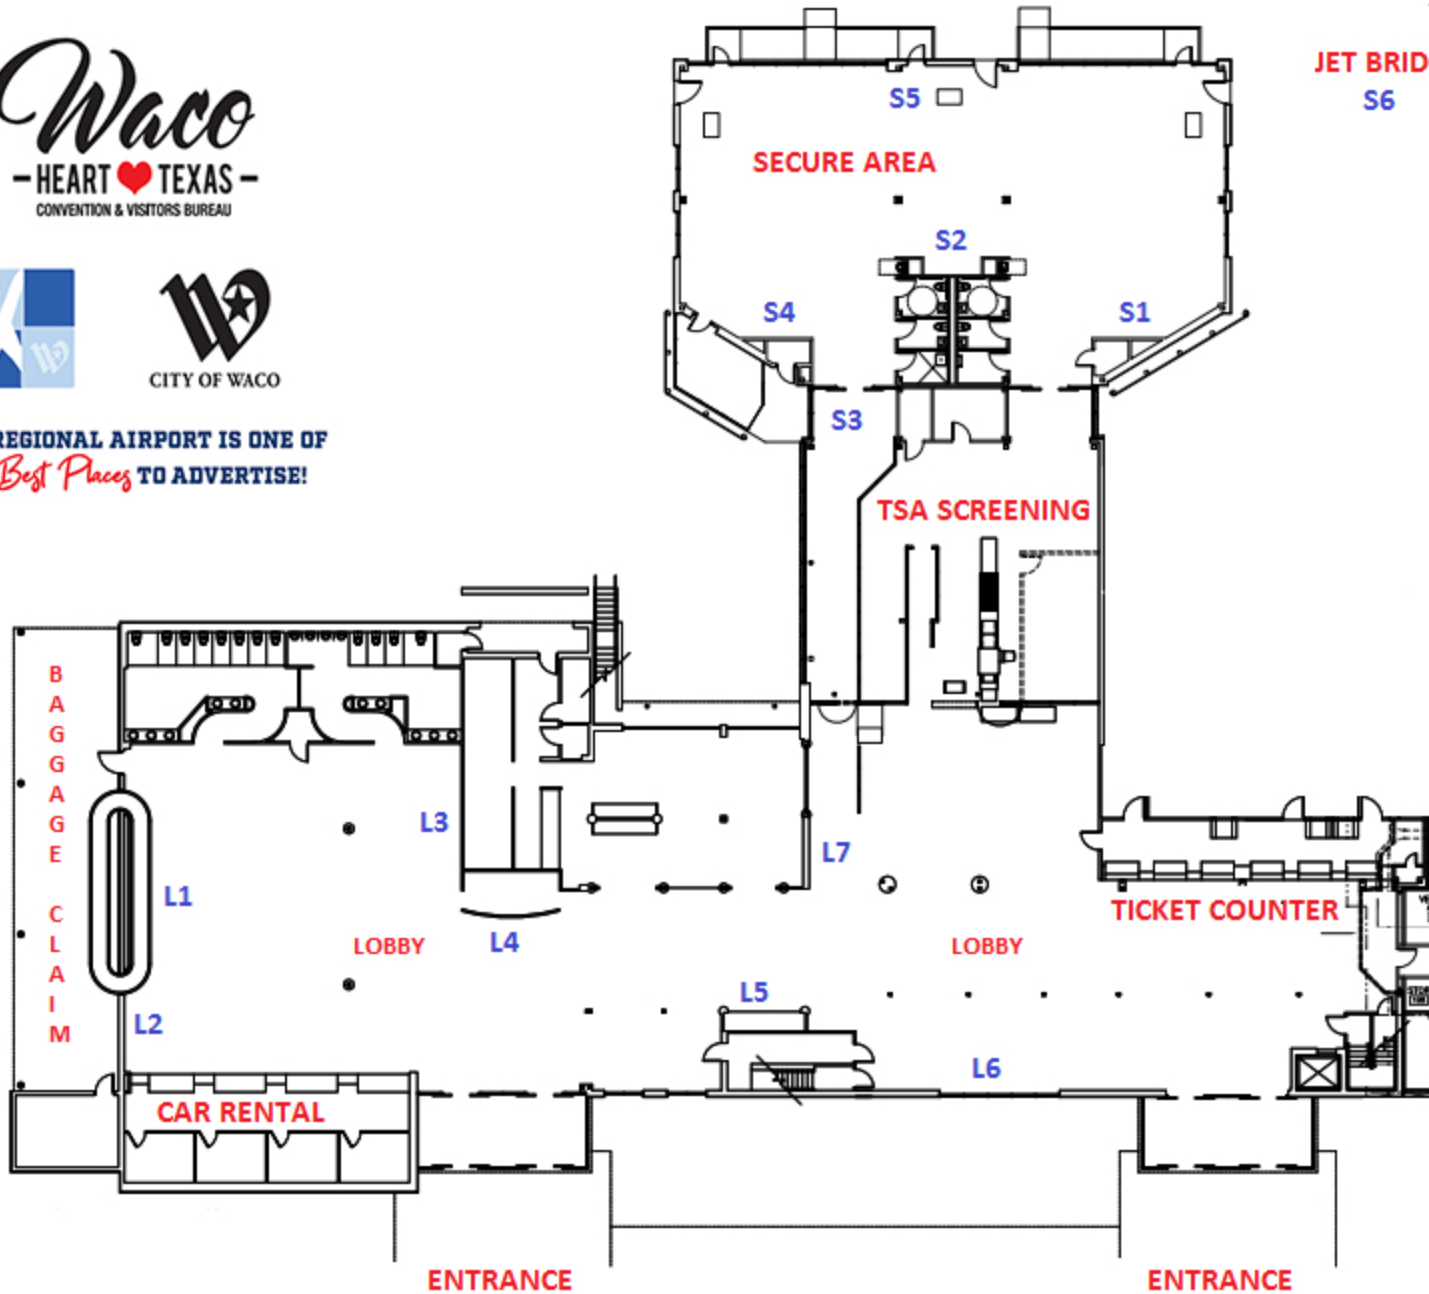 Waco
HEART TEXAS
CONVENTION & VISITORS BUREAU
CITY OF WACO
REGIONAL AIRPORT IS ONE OF
Best Places TO ADVERTISE!
JET BRID
S6
S5
SECURE AREA
S2
S4
S1
S3
TSA SCREENING
BAGGAGE CLAIM
L3
L7
L1
TICKET COUNTER
LOBBY
L4
LOBBY
L5
L2
L6
CAR RENTAL
ENTRANCE
ENTRANCE